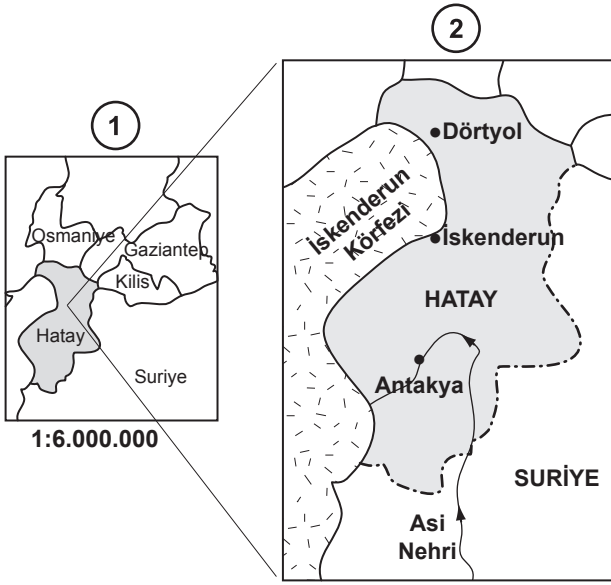 1
Osmaniye
Gaziantep
Kilis
Hatay
Suriye
1:6.000.000
2
Dörtyol
İskenderun
Körfezi
İskenderun
HATAY
Antakya
SURİYE
Asi
Nehri